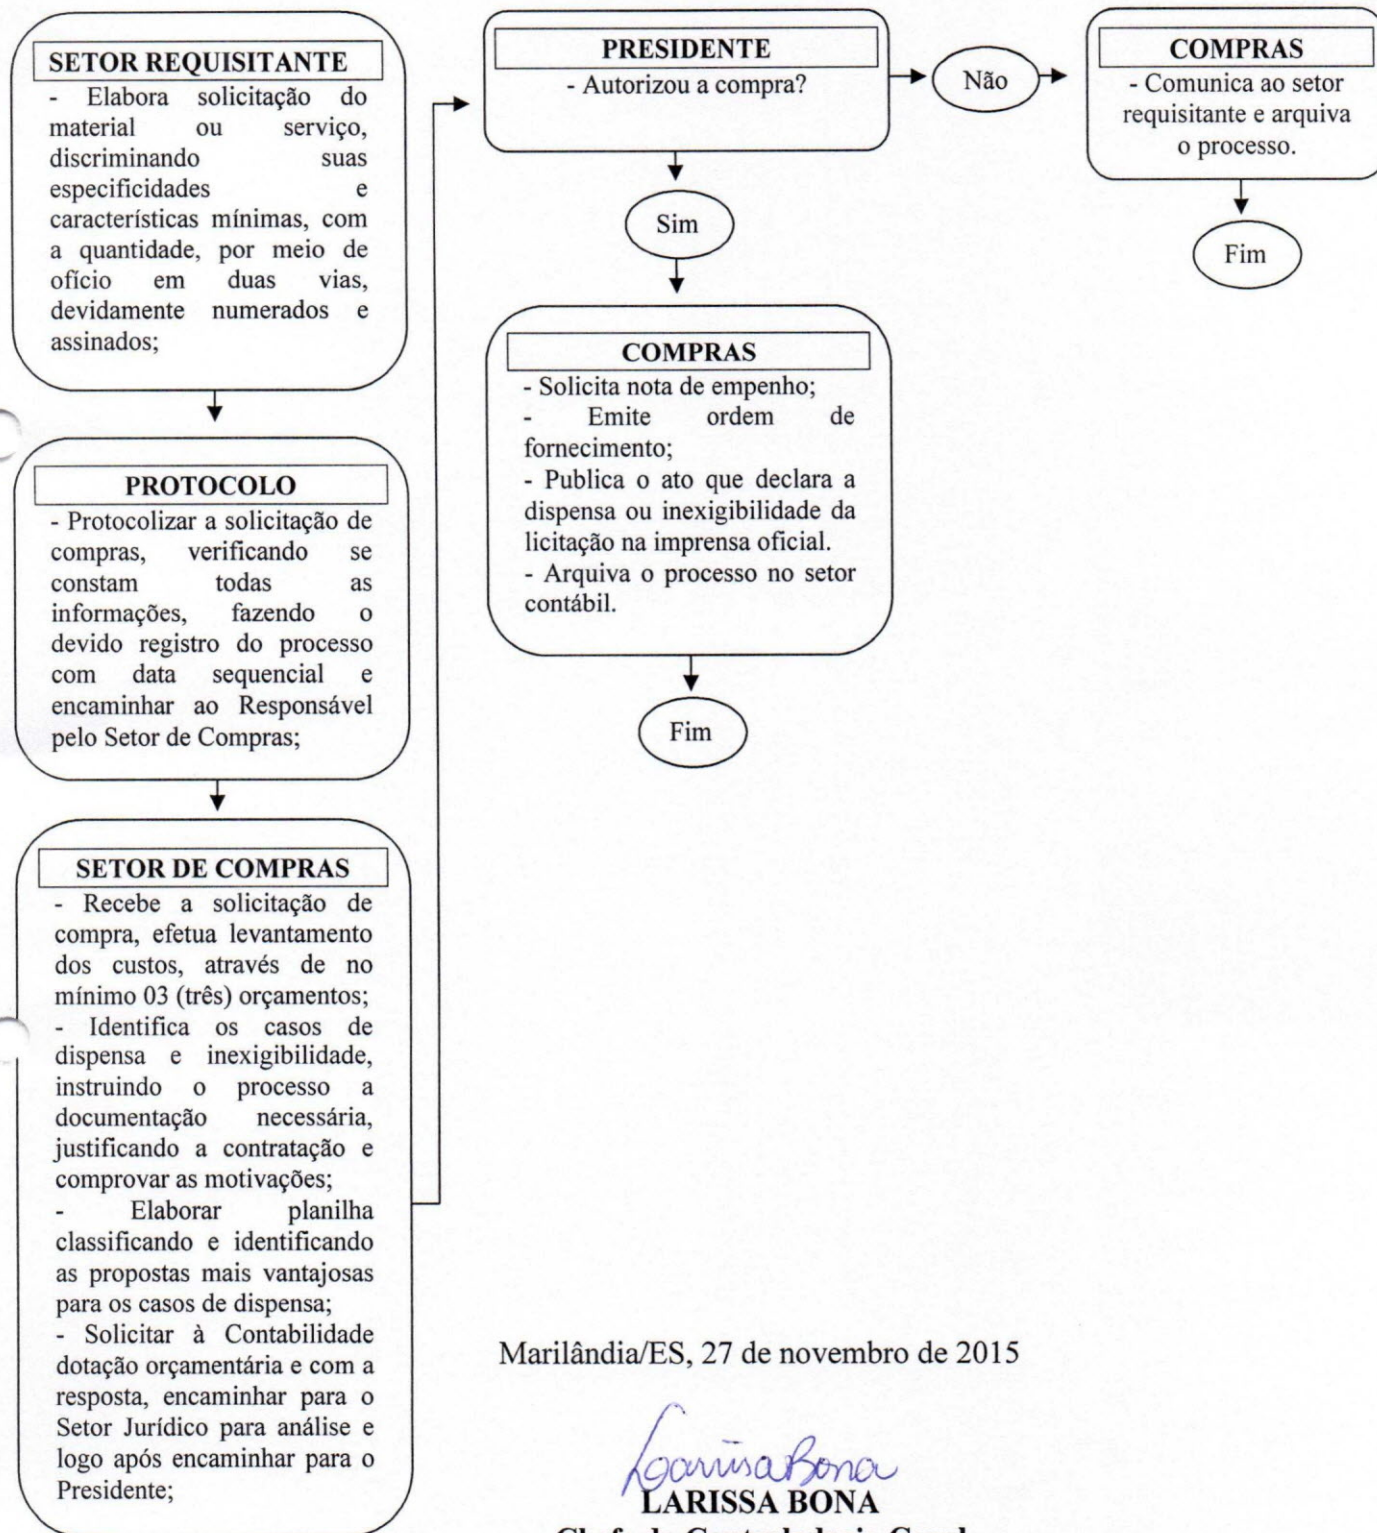 SETOR REQUISITANTE
- Elabora solicitação do
material ou serviço,
discriminando suas
especificidades e
características mínimas, com
a quantidade, por meio de
ofício em duas vias,
devidamente numerados e
assinados;
PROTOCOLO
- Protocolizar a solicitação de
compras, verificando se
constam todas as
informações, fazendo o
devido registro do processo
com data sequencial e
encaminhar ao Responsável
pelo Setor de Compras;
SETOR DE COMPRAS
- Recebe a solicitação de
compra, efetua levantamento
dos custos, através de no
mínimo 03 (três) orçamentos;
- Identifica os casos de
dispensa e inexigibilidade,
instruindo o processo a
documentação necessária,
justificando a contratação e
comprovar as motivações;
- Elaborar planilha
classificando e identificando
as propostas mais vantajosas
para os casos de dispensa;
- Solicitar à Contabilidade
dotação orçamentária e com a
resposta, encaminhar para o
Setor Jurídico para análise e
logo após encaminhar para o
Presidente;
PRESIDENTE
- Autorizou a compra?
Não
COMPRAS
- Comunica ao setor
requisitante e arquiva
o processo.
Fim
Sim
COMPRAS
- Solicita nota de empenho;
- Emite ordem de
fornecimento;
- Publica o ato que declara a
dispensa ou inexigibilidade da
licitação na imprensa oficial.
- Arquiva o processo no setor
contábil.
Fim
Marilândia/ES, 27 de novembro de 2015
Larissa Bona
LARISSA BONA